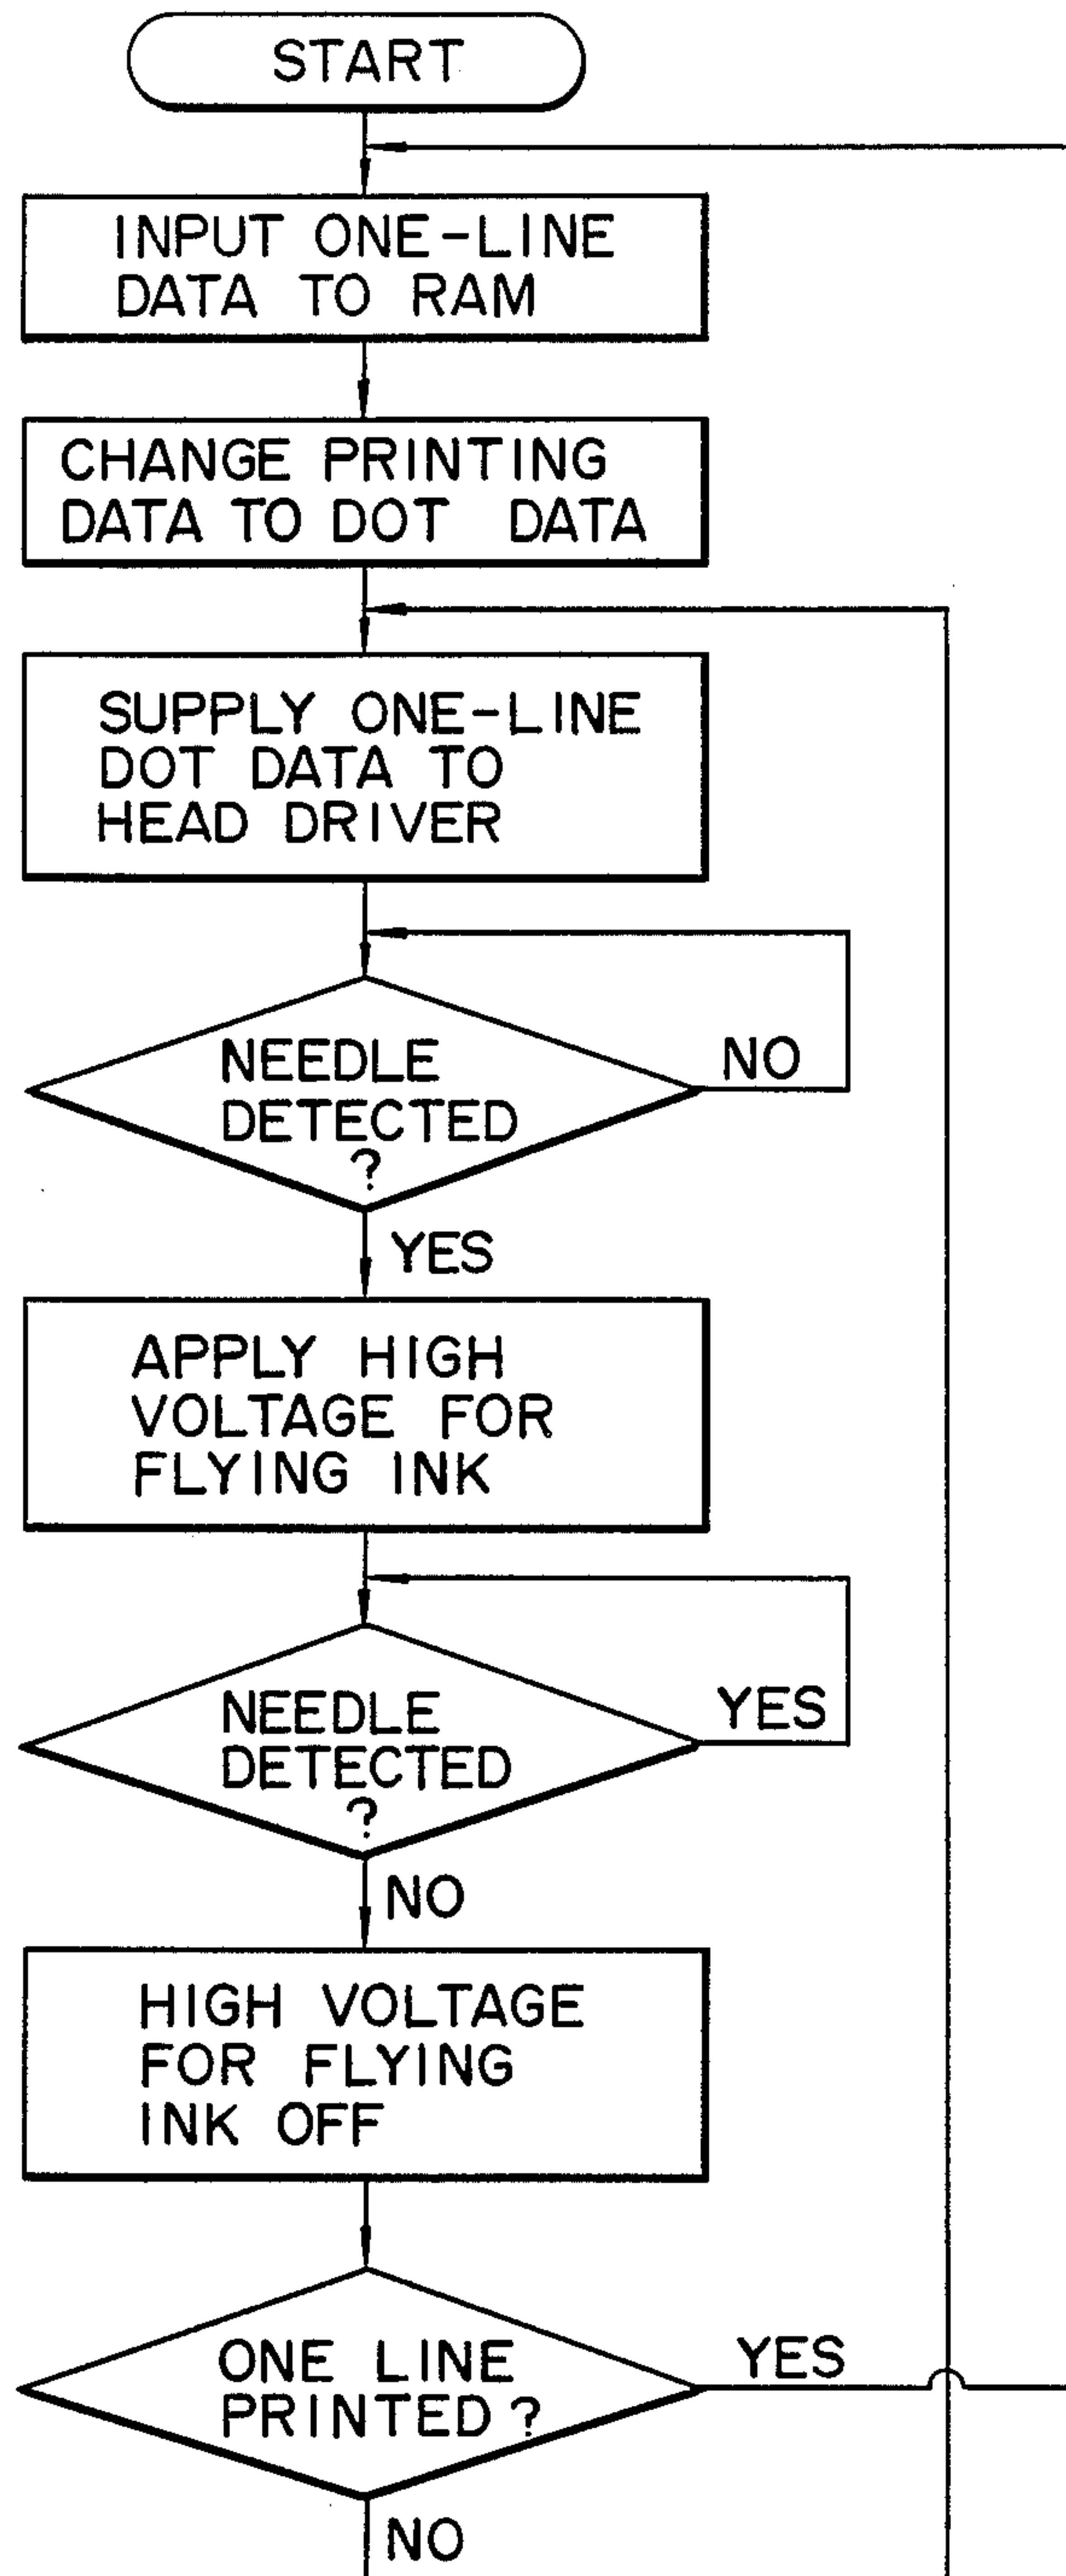 START
INPUT ONE-LINE
DATA TO RAM
CHANGE PRINTING
DATA TO DOT DATA
SUPPLY ONE-LINE
DOT DATA TO
HEAD DRIVER
NEEDLE
DETECTED
?
NO
YES
APPLY HIGH
VOLTAGE FOR
FLYING INK
NEEDLE
DETECTED
?
YES
NO
HIGH VOLTAGE
FOR FLYING
INK OFF
ONE LINE
PRINTED?
YES
NO